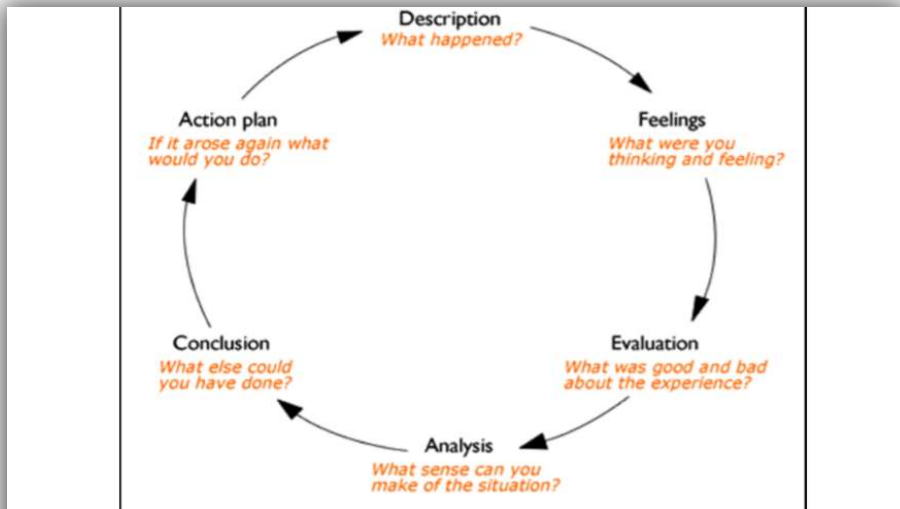 Description
What happened?
Feelings
What were you
thinking and feeling?
Evaluation
What was good and bad
about the experience?
Analysis
What sense can you
make of the situation?
Conclusion
What else could
you have done?
Action plan
If it arose again what
would you do?